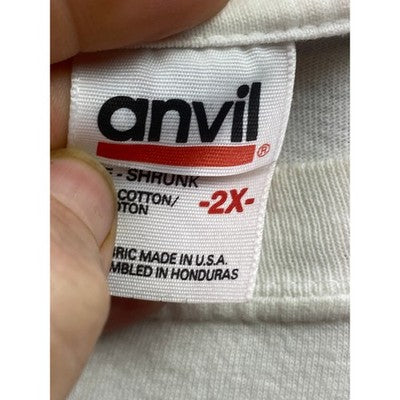 anvil®
- SHRUNK
COTTON/
-2X-
MADE IN U.S.A.
IN HONDURAS